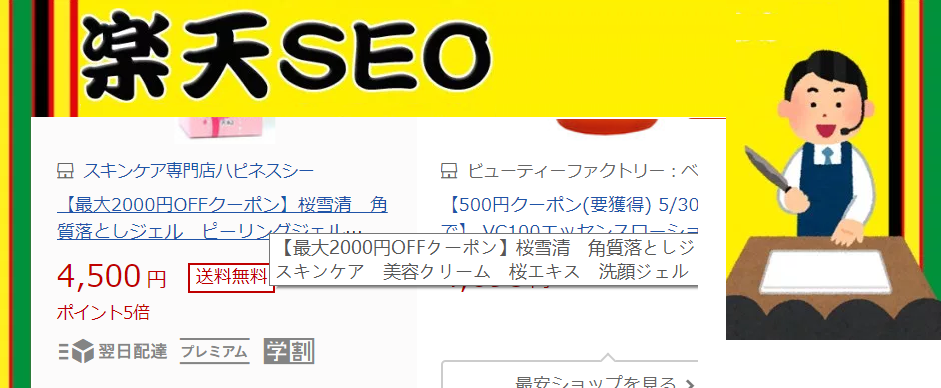 楽天SEO
スキンケア専門店ハピネスシー
【最大2000円OFFクーポン】桜雪清　角
質落としジェル　ピーリングジェル…
【最大2000円OFFクーポン】桜雪清　角質落としジ
スキンケア　美容クリーム　桜エキス　洗顔ジェル
4,500円
送料無料
ポイント5倍
翌日配達
プレミアム
学割
ビューティーファクトリー：ベ
【500円クーポン(要獲得) 5/30
で】 VC100エッセンスローショ
最安ショップを見る